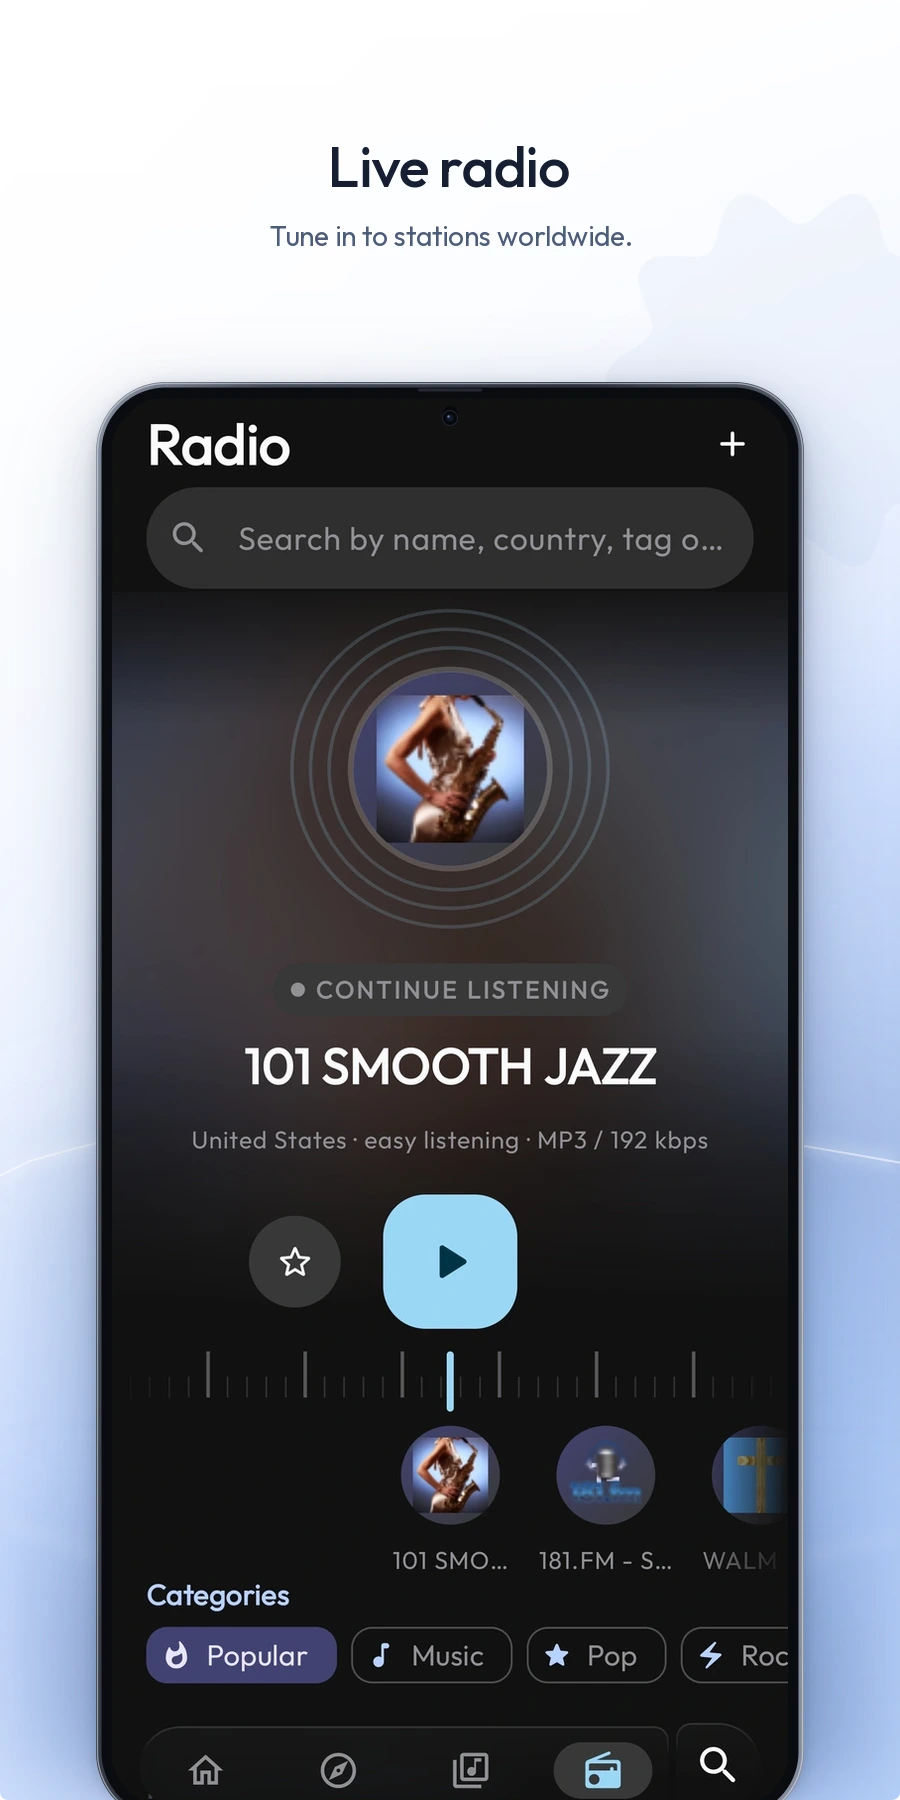 Live radio
Tune in to stations worldwide.
Radio
Search by name, country, tag o...
CONTINUE LISTENING
101 SMOOTH JAZZ
United States · easy listening · MP3 / 192 kbps
101 SMO...
181.FM - S...
WALM
Categories
Popular
Music
Pop
Roc